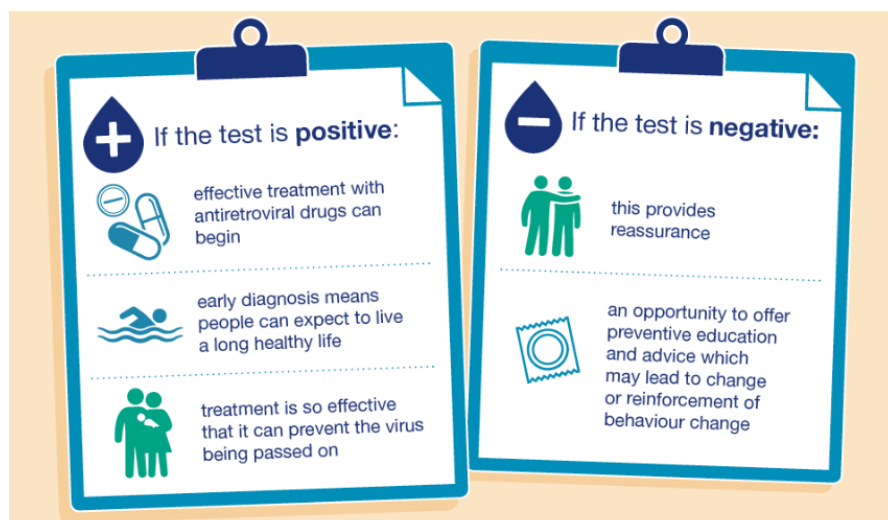 If the test is positive:
effective treatment with
antiretroviral drugs can
begin
early diagnosis means
people can expect to live
a long healthy life
treatment is so effective
that it can prevent the virus
being passed on
If the test is negative:
this provides
reassurance
an opportunity to offer
preventive education
and advice which
may lead to change
or reinforcement of
behaviour change